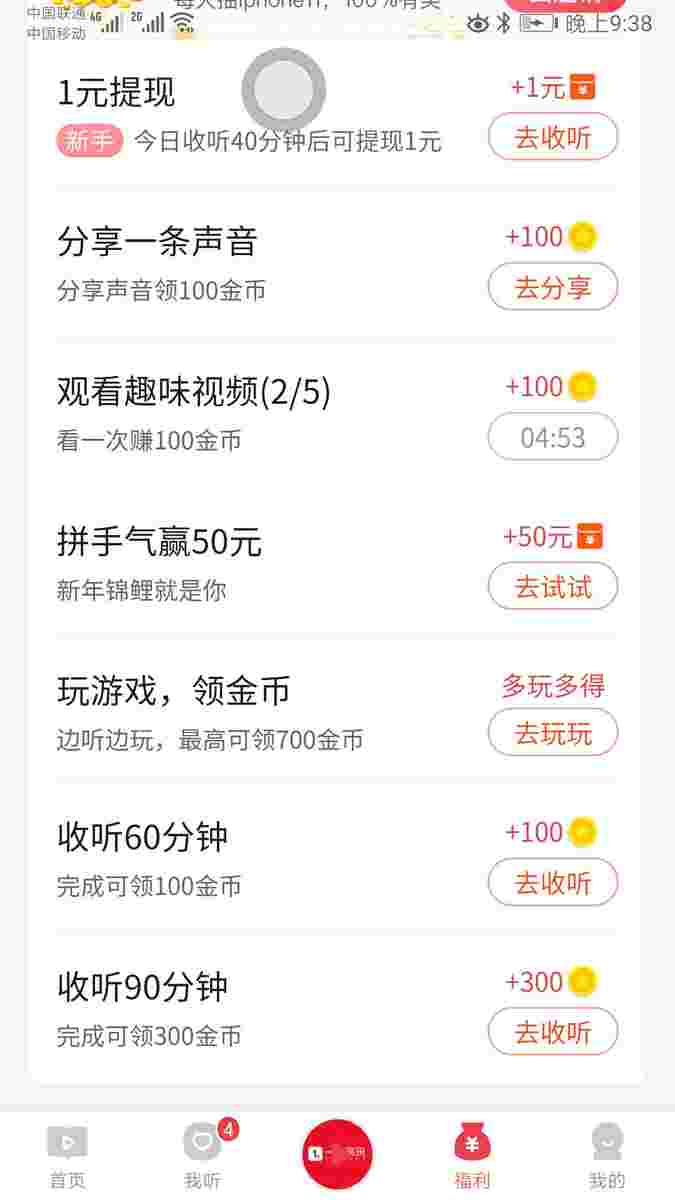 中国联通 4G 2G 晚上9:38
中国移动
每天抽iphone11，100%有奖
1元提现
+1元
新手 今日收听40分钟后可提现1元
去收听
分享一条声音
+100
分享声音领100金币
去分享
观看趣味视频(2/5)
+100
看一次赚100金币
04:53
拼手气赢50元
+50元
新年锦鲤就是你
去试试
玩游戏，领金币
多玩多得
边听边玩，最高可领700金币
去玩玩
收听60分钟
+100
完成可领100金币
去收听
收听90分钟
+300
完成可领300金币
去收听
首页
我听
4
福利
我的